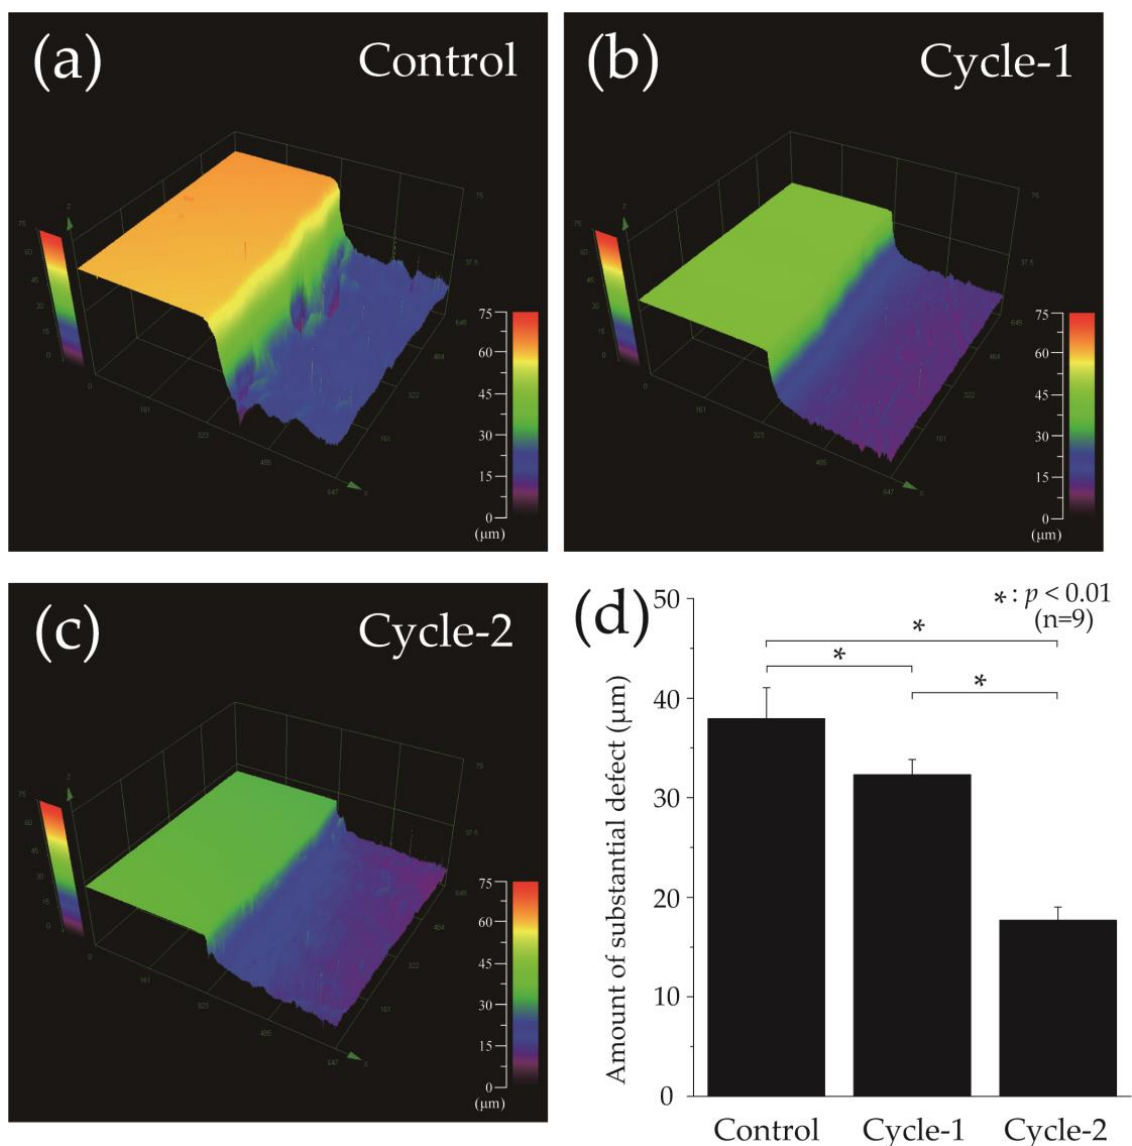 (a) Control
75
60
45
30
15
0
(µm)
(b) Cycle-1
75
60
45
30
15
0
(µm)
(c) Cycle-2
75
60
45
30
15
0
(µm)
(d)
* : p < 0.01
(n=9)
*
*
*
Amount of substantial defect (µm)
50
40
30
20
10
0
Control Cycle-1 Cycle-2